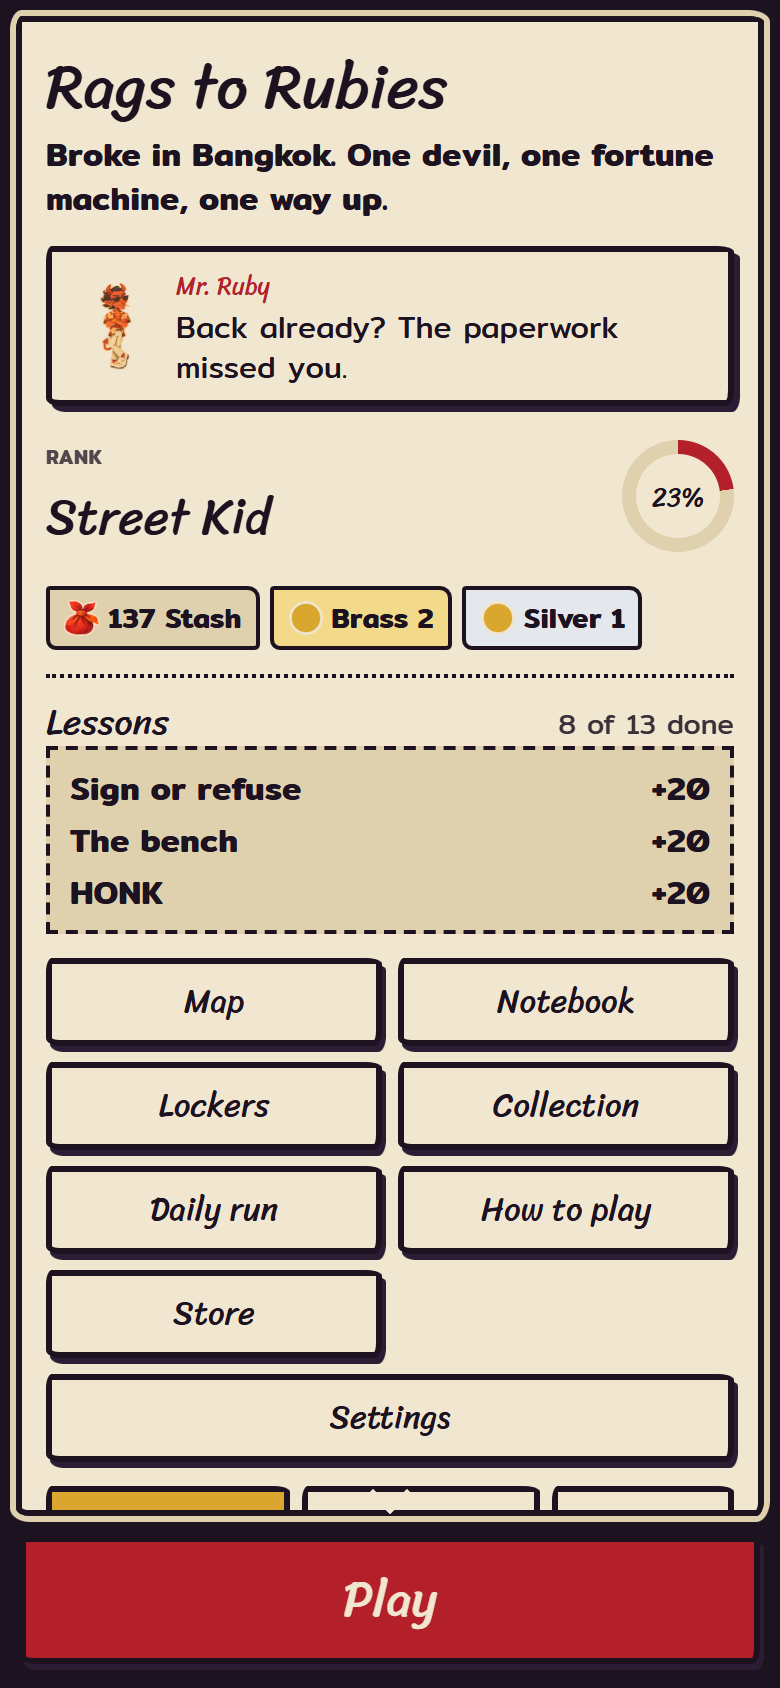 Rags to Rubies
Broke in Bangkok. One devil, one fortune
machine, one way up.
Mr. Ruby
Back already? The paperwork
missed you.
RANK
Street Kid
23%
137 Stash
Brass 2
Silver 1
Lessons
8 of 13 done
Sign or refuse +20
The bench +20
HONK +20
Map
Notebook
Lockers
Collection
Daily run
How to play
Store
Settings
Play